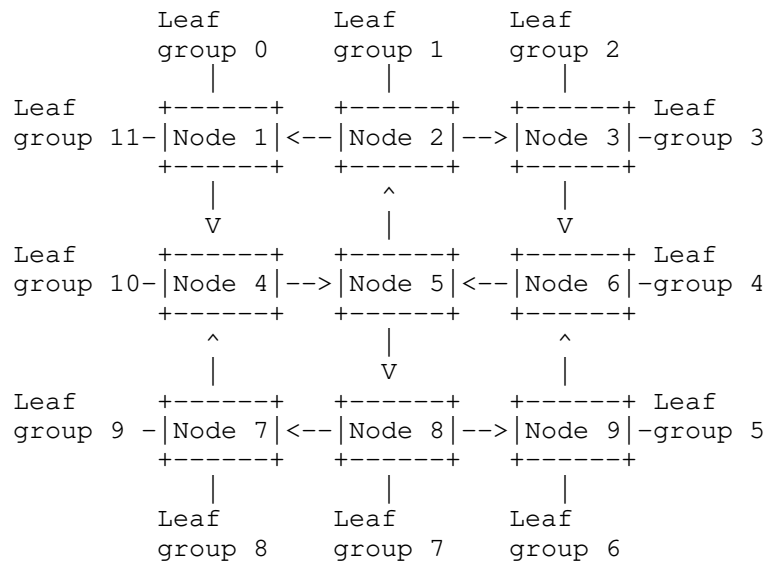 Leaf Leaf Leaf
group 0 group 1 group 2
| | |
Leaf +------+ +------+ +------+ Leaf
group 11-|Node 1|<--|Node 2|-->|Node 3|-group 3
+------+ +------+ +------+
| ^ |
V | V
Leaf +------+ +------+ +------+ Leaf
group 10-|Node 4|-->|Node 5|<--|Node 6|-group 4
+------+ +------+ +------+
^ | ^
| V |
Leaf +------+ +------+ +------+ Leaf
group 9 -|Node 7|<--|Node 8|-->|Node 9|-group 5
+------+ +------+ +------+
| | |
Leaf Leaf Leaf
group 8 group 7 group 6